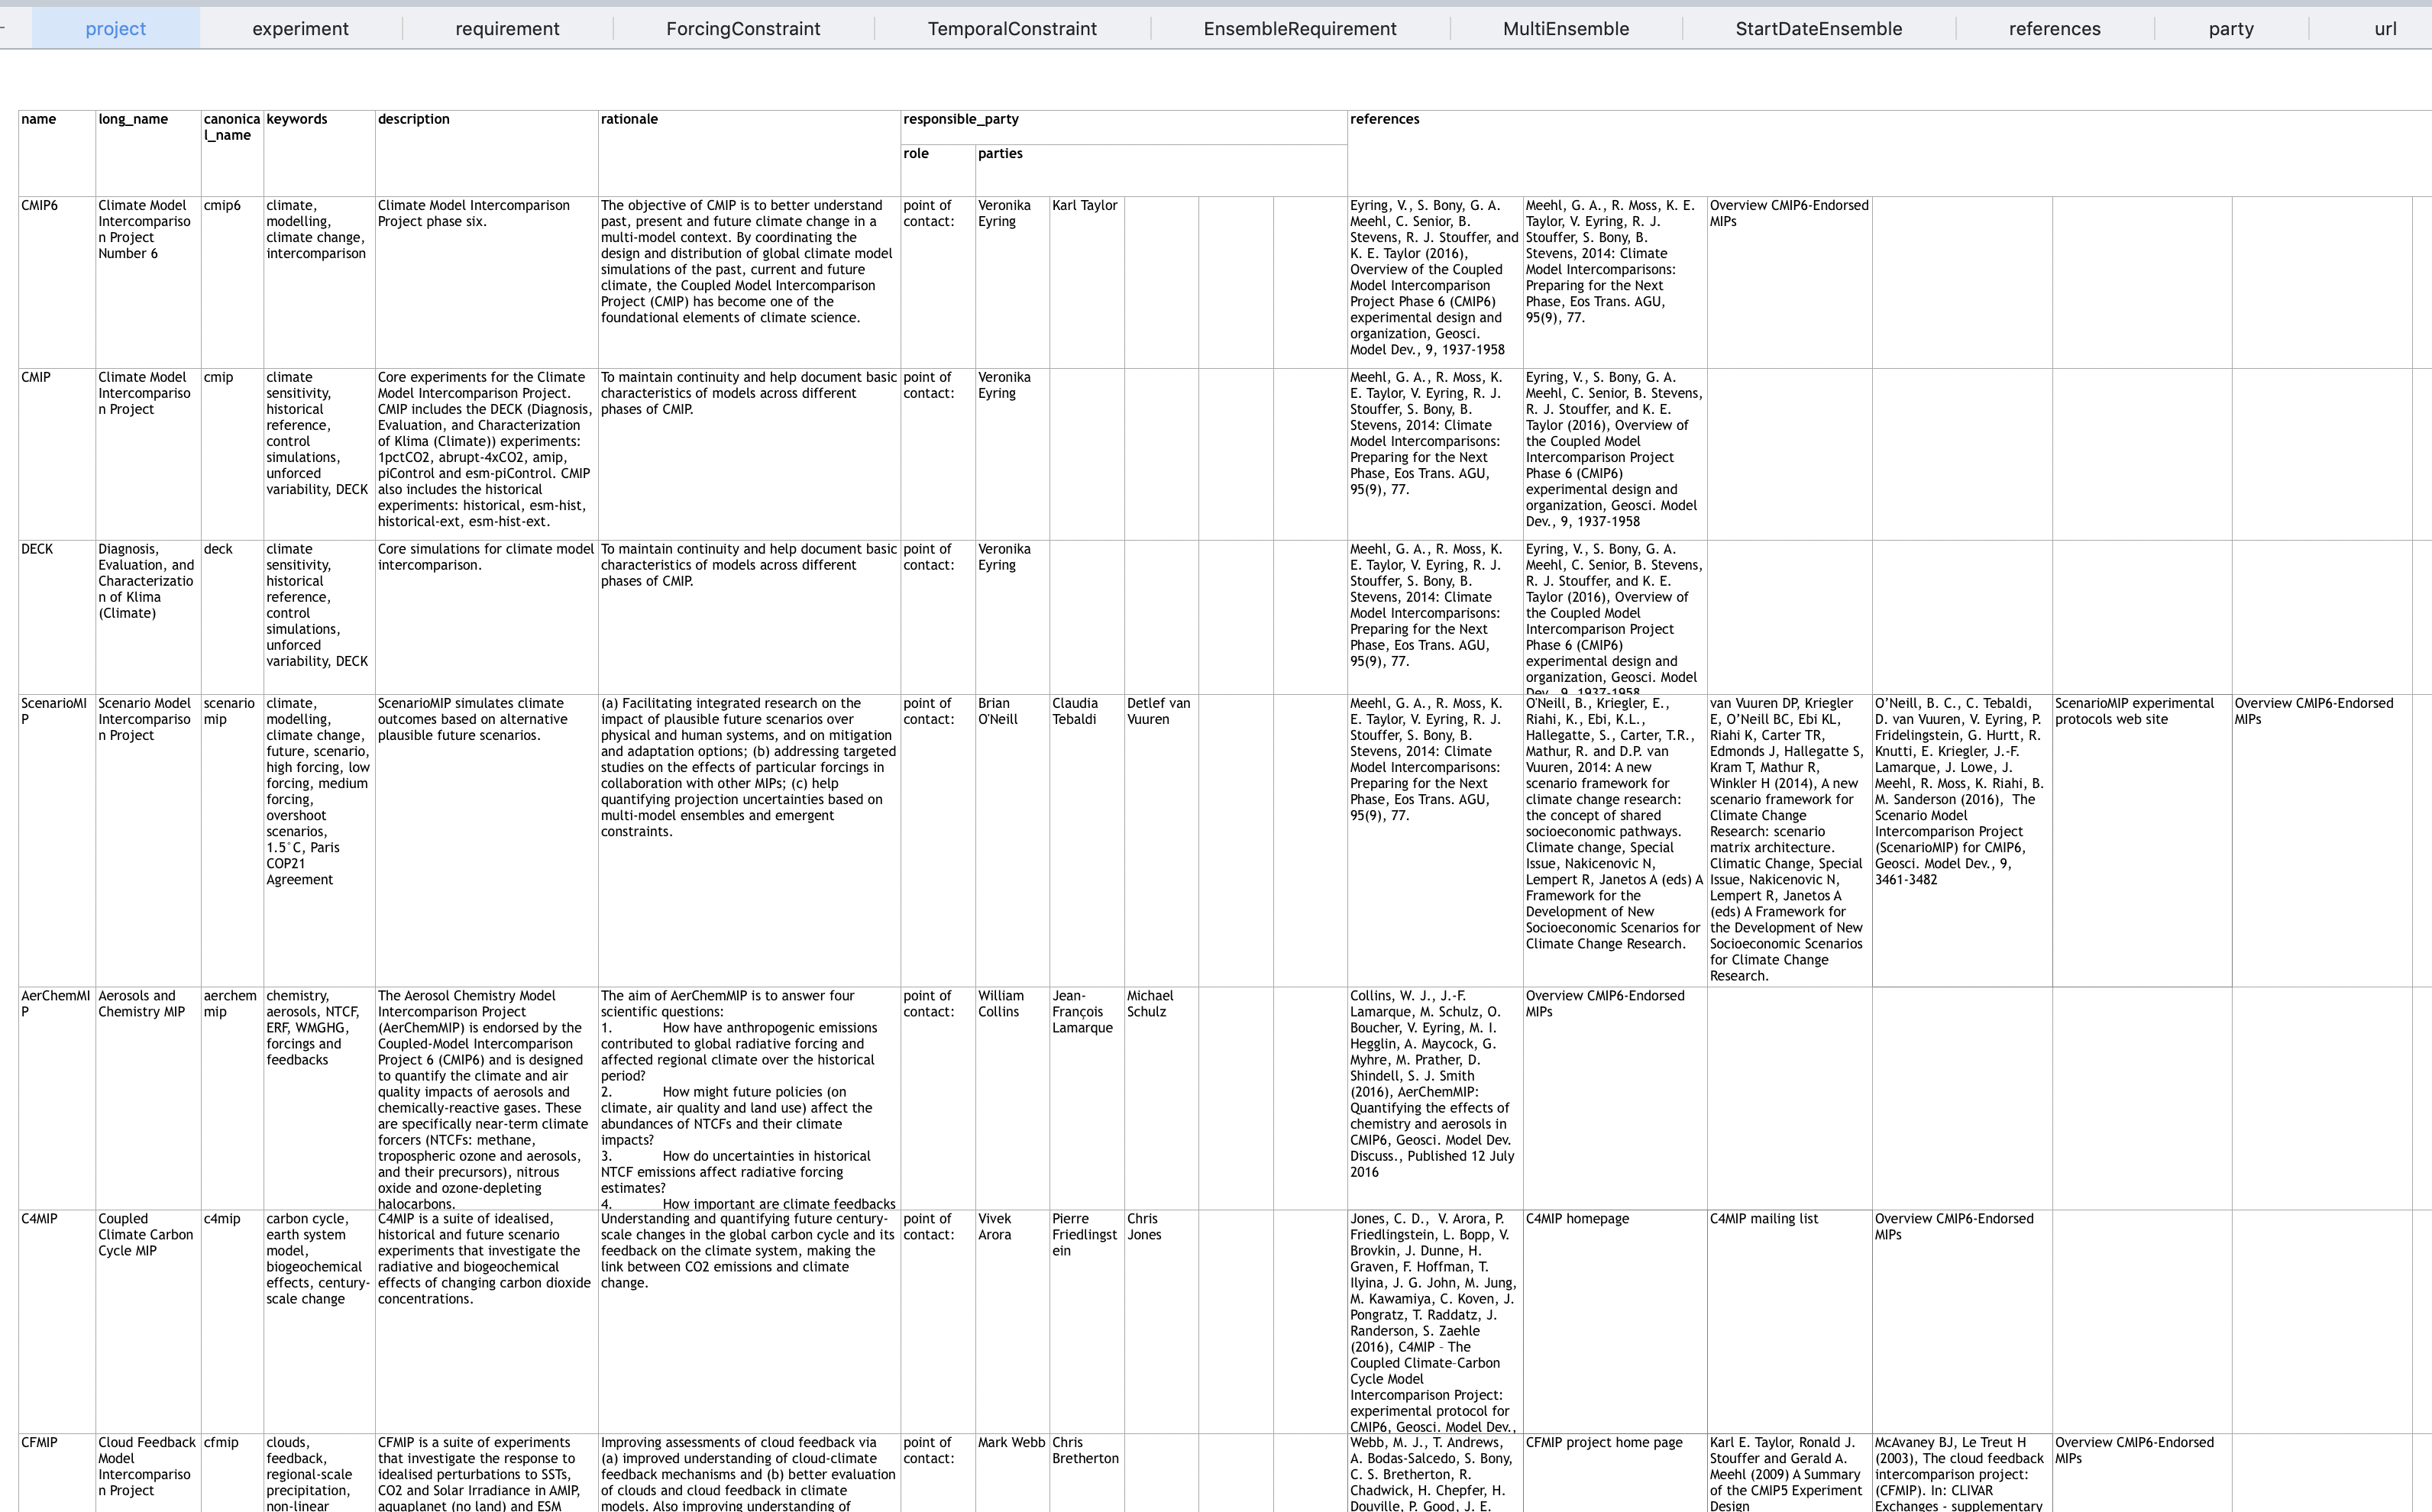 project experiment requirement ForcingConstraint TemporalConstraint EnsembleRequirement MultiEnsemble StartDateEnsemble references party url
name long_name canonica keywords description rationale responsible_party references
l_name
role parties
CMIP6
Climate Model
Intercompariso
n Project
Number 6
cmip6
climate,
modelling,
climate change,
intercomparison
Climate Model Intercomparison
Project phase six.
The objective of CMIP is to better understand
past, present and future climate change in a
multi-model context. By coordinating the
design and distribution of global climate model
simulations of the past, current and future
climate, the Coupled Model Intercomparison
Project (CMIP) has become one of the
foundational elements of climate science.
point of
contact:
Veronika
Eyring
Karl Taylor
Eyring, V., S. Bony, G. A.
Meehl, C. Senior, B.
Stevens, R. J. Stouffer, and
K. E. Taylor (2016),
Overview of the Coupled
Model Intercomparison
Project Phase 6 (CMIP6)
experimental design and
organization, Geosci.
Model Dev., 9, 1937-1958
Meehl, G. A., R. Moss, K. E.
Taylor, V. Eyring, R. J.
Stouffer, S. Bony, B.
Stevens, 2014: Climate
Model Intercomparisons:
Preparing for the Next
Phase, Eos Trans. AGU,
95(9), 77.
Overview CMIP6-Endorsed
MIPs
CMIP
Climate Model
Intercompariso
n Project
cmip
climate
sensitivity,
historical
reference,
control
simulations,
unforced
variability, DECK
Core experiments for the Climate
Model Intercomparison Project.
CMIP includes the DECK (Diagnosis,
Evaluation, and Characterization
of Klima (Climate)) experiments:
1pctCO2, abrupt-4xCO2, amip,
piControl and esm-piControl. CMIP
also includes the historical
experiments: historical, esm-hist,
historical-ext, esm-hist-ext.
To maintain continuity and help document basic
characteristics of models across different
phases of CMIP.
point of
contact:
Veronika
Eyring
Meehl, G. A., R. Moss, K.
E. Taylor, V. Eyring, R. J.
Stouffer, S. Bony, B.
Stevens, 2014: Climate
Model Intercomparisons:
Preparing for the Next
Phase, Eos Trans. AGU,
95(9), 77.
Eyring, V., S. Bony, G. A.
Meehl, C. Senior, B. Stevens,
R. J. Stouffer, and K. E.
Taylor (2016), Overview of
the Coupled Model
Intercomparison Project
Phase 6 (CMIP6)
experimental design and
organization, Geosci. Model
Dev., 9, 1937-1958
DECK
Diagnosis,
Evaluation, and
Characterizatio
n of Klima
(Climate)
deck
climate
sensitivity,
historical
reference,
control
simulations,
unforced
variability, DECK
Core simulations for climate model
intercomparison.
To maintain continuity and help document basic
characteristics of models across different
phases of CMIP.
point of
contact:
Veronika
Eyring
Meehl, G. A., R. Moss, K.
E. Taylor, V. Eyring, R. J.
Stouffer, S. Bony, B.
Stevens, 2014: Climate
Model Intercomparisons:
Preparing for the Next
Phase, Eos Trans. AGU,
95(9), 77.
Eyring, V., S. Bony, G. A.
Meehl, C. Senior, B. Stevens,
R. J. Stouffer, and K. E.
Taylor (2016), Overview of
the Coupled Model
Intercomparison Project
Phase 6 (CMIP6)
experimental design and
organization, Geosci. Model
Dev., 9, 1937-1958
ScenarioMI
P
Scenario Model
Intercompariso
n Project
scenario
mip
climate,
modelling,
climate change,
future, scenario,
high forcing, low
forcing, medium
forcing,
overshoot
scenarios,
1.5°C, Paris
COP21
Agreement
ScenarioMIP simulates climate
outcomes based on alternative
plausible future scenarios.
(a) Facilitating integrated research on the
impact of plausible future scenarios over
physical and human systems, and on mitigation
and adaptation options; (b) addressing targeted
studies on the effects of particular forcings in
collaboration with other MIPs; (c) help
quantifying projection uncertainties based on
multi-model ensembles and emergent
constraints.
point of
contact:
Brian
O'Neill
Claudia
Tebaldi
Detlef van
Vuuren
Meehl, G. A., R. Moss, K.
E. Taylor, V. Eyring, R. J.
Stouffer, S. Bony, B.
Stevens, 2014: Climate
Model Intercomparisons:
Preparing for the Next
Phase, Eos Trans. AGU,
95(9), 77.
O'Neill, B., Kriegler, E.,
Riahi, K., Ebi, K.L.,
Hallegatte, S., Carter, T.R.,
Mathur, R. and D.P. van
Vuuren, 2014: A new
scenario framework for
climate change research:
the concept of shared
socioeconomic pathways.
Climate change, Special
Issue, Nakicenovic N,
Lempert R, Janetos A (eds) A
Framework for the
Development of New
Socioeconomic Scenarios for
Climate Change Research.
van Vuuren DP, Kriegler
E, O’Neill BC, Ebi KL,
Riahi K, Carter TR,
Edmonds J, Hallegatte S,
Kram T, Mathur R,
Winkler H (2014), A new
scenario framework for
Climate Change
Research: scenario
matrix architecture.
Climatic Change, Special
Issue, Nakicenovic N,
Lempert R, Janetos A
(eds) A Framework for
the Development of New
Socioeconomic Scenarios
for Climate Change
Research.
O’Neill, B. C., C. Tebaldi,
D. van Vuuren, V. Eyring, P.
Fridelingstein, G. Hurtt, R.
Knutti, E. Kriegler, J.-F.
Lamarque, J. Lowe, J.
Meehl, R. Moss, K. Riahi, B.
M. Sanderson (2016),  The
Scenario Model
Intercomparison Project
(ScenarioMIP) for CMIP6,
Geosci. Model Dev., 9,
3461-3482
ScenarioMIP experimental
protocols web site
Overview CMIP6-Endorsed
MIPs
AerChemMI
P
Aerosols and
Chemistry MIP
aerchem
mip
chemistry,
aerosols, NTCF,
ERF, WMGHG,
forcings and
feedbacks
The Aerosol Chemistry Model
Intercomparison Project
(AerChemMIP) is endorsed by the
Coupled-Model Intercomparison
Project 6 (CMIP6) and is designed
to quantify the climate and air
quality impacts of aerosols and
chemically-reactive gases. These
are specifically near-term climate
forcers (NTCFs: methane,
tropospheric ozone and aerosols,
and their precursors), nitrous
oxide and ozone-depleting
halocarbons.
The aim of AerChemMIP is to answer four
scientific questions:
1. How have anthropogenic emissions
contributed to global radiative forcing and
affected regional climate over the historical
period?
2. How might future policies (on
climate, air quality and land use) affect the
abundances of NTCFs and their climate
impacts?
3. How do uncertainties in historical
NTCF emissions affect radiative forcing
estimates?
4. How important are climate feedbacks
point of
contact:
William
Collins
Jean-
François
Lamarque
Michael
Schulz
Collins, W. J., J.-F.
Lamarque, M. Schulz, O.
Boucher, V. Eyring, M. I.
Hegglin, A. Maycock, G.
Myhre, M. Prather, D.
Shindell, S. J. Smith
(2016), AerChemMIP:
Quantifying the effects of
chemistry and aerosols in
CMIP6, Geosci. Model Dev.
Discuss., Published 12 July
2016
Overview CMIP6-Endorsed
MIPs
C4MIP
Coupled
Climate Carbon
Cycle MIP
c4mip
carbon cycle,
earth system
model,
biogeochemical
effects, century-
scale change
C4MIP is a suite of idealised,
historical and future scenario
experiments that investigate the
radiative and biogeochemical
effects of changing carbon dioxide
concentrations.
Understanding and quantifying future century-
scale changes in the global carbon cycle and its
feedback on the climate system, making the
link between CO2 emissions and climate
change.
point of
contact:
Vivek
Arora
Pierre
Friedlingst
ein
Chris
Jones
Jones, C. D.,  V. Arora, P.
Friedlingstein, L. Bopp, V.
Brovkin, J. Dunne, H.
Graven, F. Hoffman, T.
Ilyina, J. G. John, M. Jung,
M. Kawamiya, C. Koven, J.
Pongratz, T. Raddatz, J.
Randerson, S. Zaehle
(2016), C4MIP - The
Coupled Climate-Carbon
Cycle Model
Intercomparison Project:
experimental protocol for
CMIP6, Geosci. Model Dev.,
C4MIP homepage
C4MIP mailing list
Overview CMIP6-Endorsed
MIPs
CFMIP
Cloud Feedback
Model
Intercompariso
n Project
cfmip
clouds,
feedback,
regional-scale
precipitation,
non-linear
CFMIP is a suite of experiments
that investigate the response to
idealised perturbations to SSTs,
CO2 and Solar Irradiance in AMIP,
aquaplanet (no land) and ESM
Improving assessments of cloud feedback via
(a) improved understanding of cloud-climate
feedback mechanisms and (b) better evaluation
of clouds and cloud feedback in climate
models. Also improving understanding of
point of
contact:
Mark Webb
Chris
Bretherton
Webb, M. J., T. Andrews,
A. Bodas-Salcedo, S. Bony,
C. S. Bretherton, R.
Chadwick, H. Chepfer, H.
Douville, P. Good, J. E.
CFMIP project home page
Karl E. Taylor, Ronald J.
Stouffer and Gerald A.
Meehl (2009) A Summary
of the CMIP5 Experiment
Design
McAvaney BJ, Le Treut H
(2003), The cloud feedback
intercomparison project:
(CFMIP). In: CLIVAR
Exchanges - supplementary
Overview CMIP6-Endorsed
MIPs